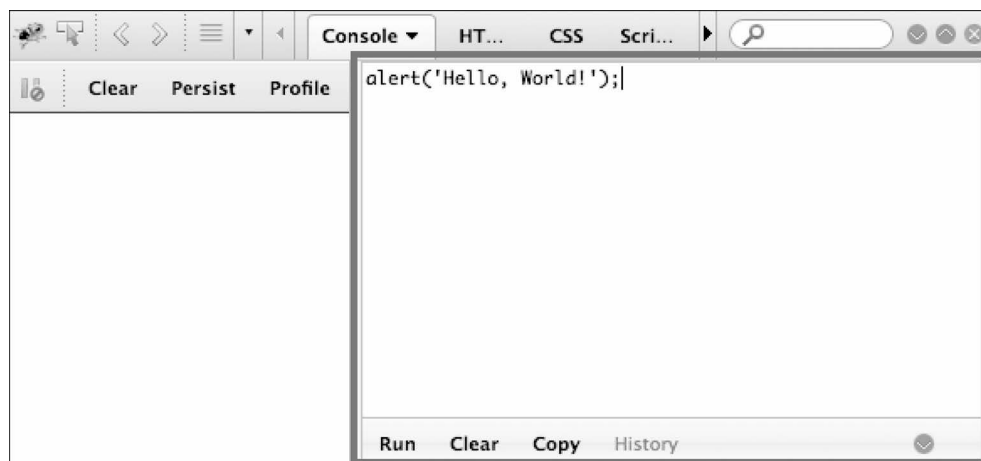 Console HT... CSS Scri...
Clear Persist Profile
alert('Hello, World!');
Run Clear Copy History